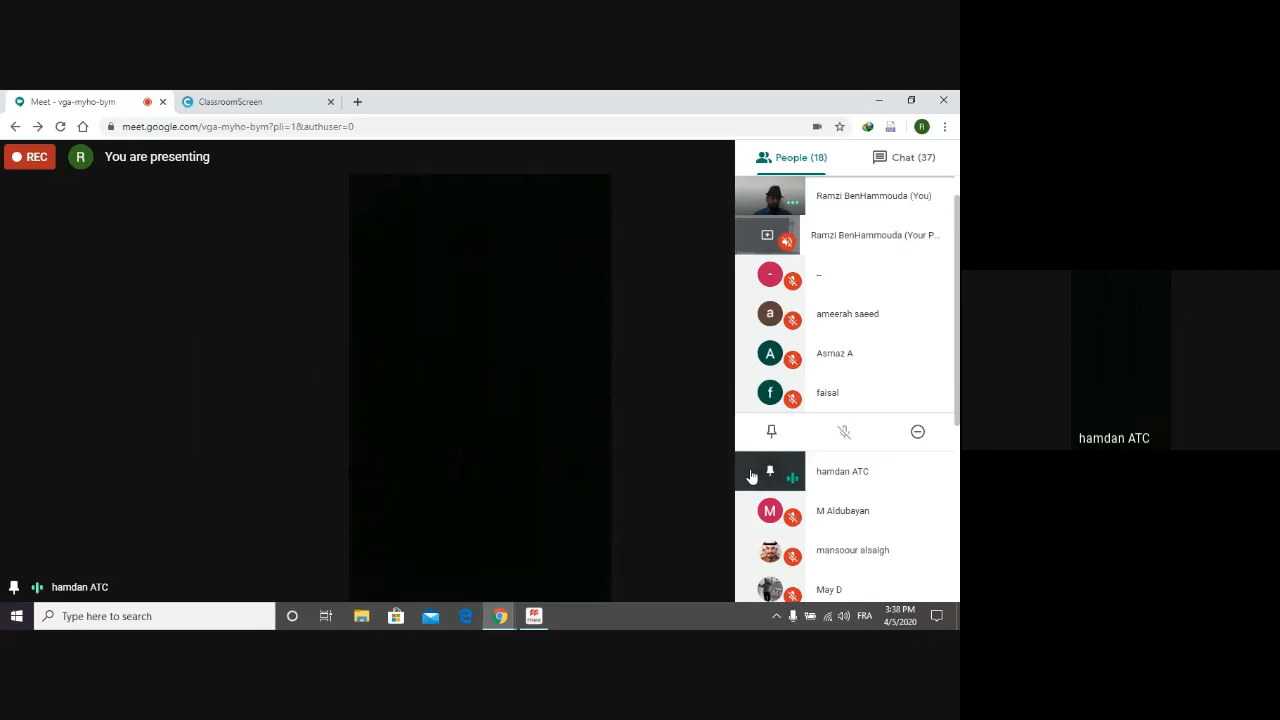 Meet - vga-myho-bym
ClassroomScreen
meet.google.com/vga-myho-bym?pli=1&authuser=0
REC
R
You are presenting
People (18)
Chat (37)
Ramzi BenHammouda (You)
Ramzi BenHammouda (Your P...
- --
a ameerah saeed
A Asmaz A
f faisal
hamdan ATC
M M Aldubayan
mansoour alsaigh
May D
hamdan ATC
hamdan ATC
Type here to search
FRA
3:38 PM
4/5/2020